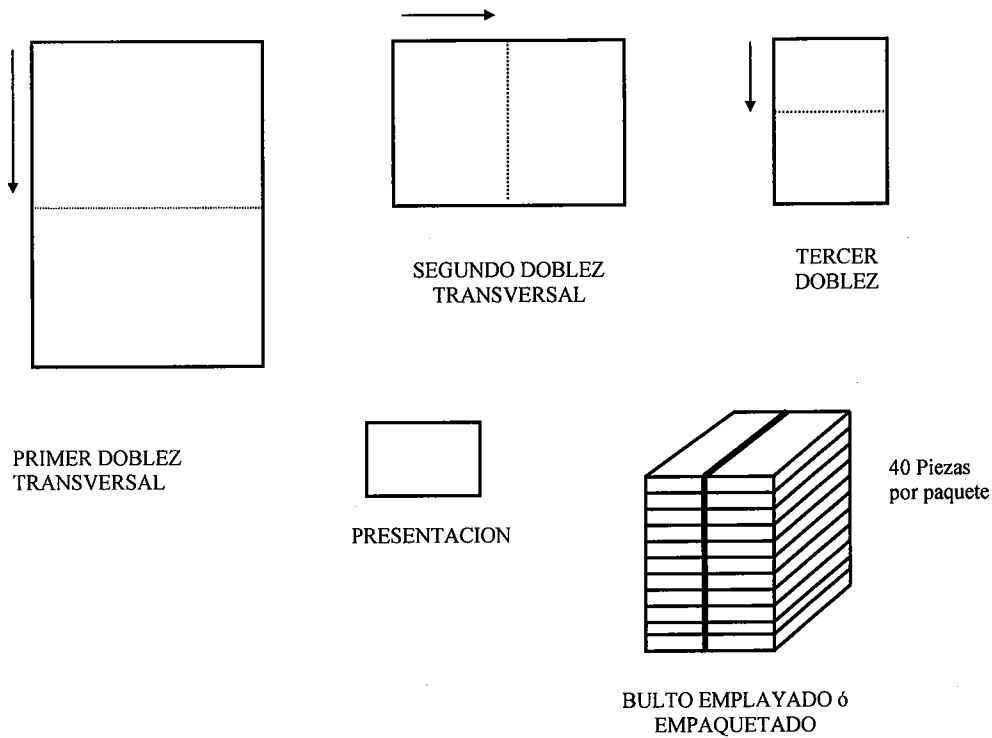 SEGUNDO DOBLEZ
TRANSVERSAL
TERCER
DOBLEZ
PRIMER DOBLEZ
TRANSVERSAL
PRESENTACION
40 Piezas
por paquete
BULTO EMPLAYADO ó
EMPAQUETADO